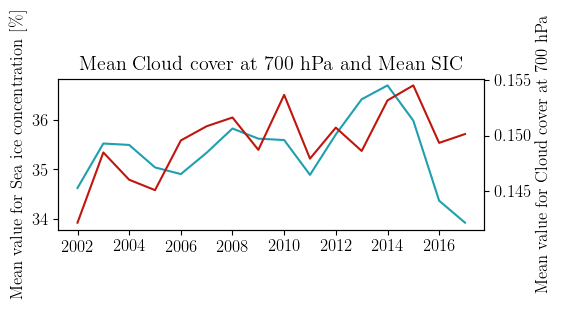 Mean Cloud cover at 700 hPa and Mean SIC
Mean value for Sea ice concentration [%]
36
35
34
0.155
0.150
0.145
Mean value for Cloud cover at 700 hPa
2002 2004 2006 2008 2010 2012 2014 2016